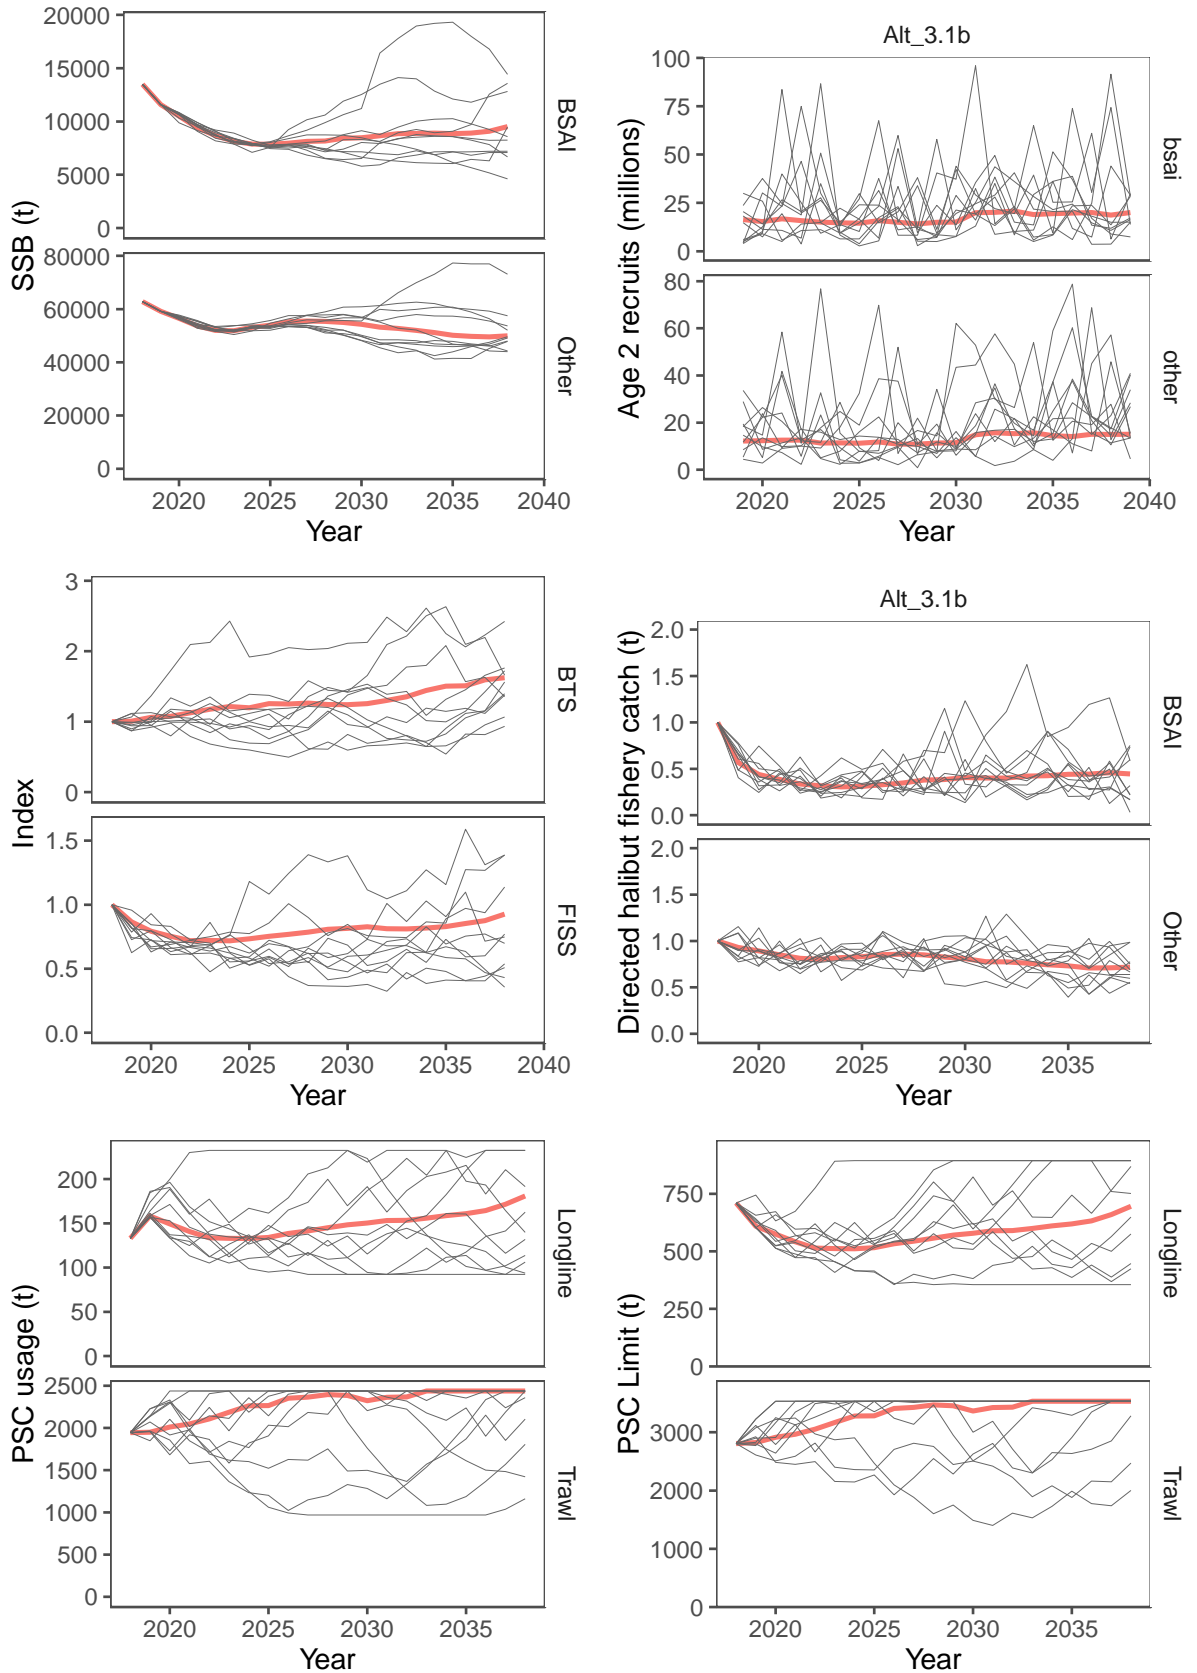 SSB (t)
20000
15000
10000
5000
0
BSAI
80000
60000
40000
20000
0
Other
2020 2025 2030 2035 2040
Year
Alt_3.1b
Age 2 recruits (millions)
100
75
50
25
0
bsai
80
60
40
20
0
other
2020 2025 2030 2035 2040
Year
Index
3
2
1
0
BTS
1.5
1.0
0.5
0.0
FISS
2020 2025 2030 2035 2040
Year
Alt_3.1b
Directed halibut fishery catch (t)
2.0
1.5
1.0
0.5
0.0
BSAI
2.0
1.5
1.0
0.5
0.0
Other
2020 2025 2030 2035
Year
PSC usage (t)
200
150
100
50
0
Longline
2500
2000
1500
1000
500
0
Trawl
2020 2025 2030 2035
Year
PSC Limit (t)
750
500
250
0
Longline
3000
2000
1000
0
Trawl
2020 2025 2030 2035
Year